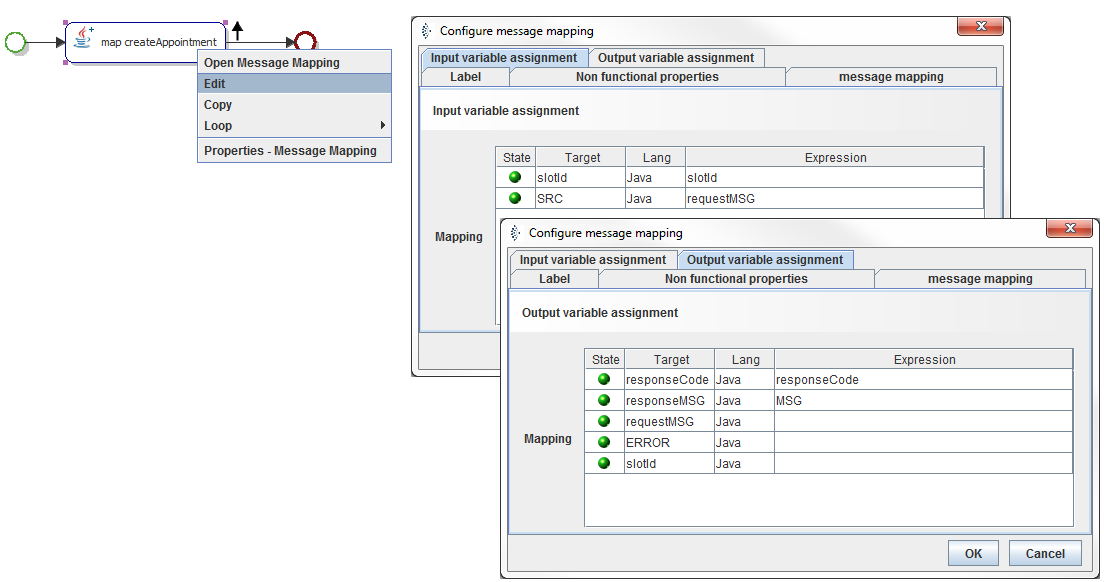 map createAppointment
Open Message Mapping
Edit
Copy
Loop
Properties - Message Mapping
Configure message mapping
Input variable assignment Output variable assignment
Label Non functional properties message mapping
Input variable assignment
State Target Lang Expression
slotId Java slotId
SRC Java requestMSG
Mapping
Configure message mapping
Input variable assignment Output variable assignment
Label Non functional properties message mapping
Output variable assignment
State Target Lang Expression
responseCode Java responseCode
responseMSG Java MSG
requestMSG Java
ERROR Java
slotId Java
Mapping
OK Cancel